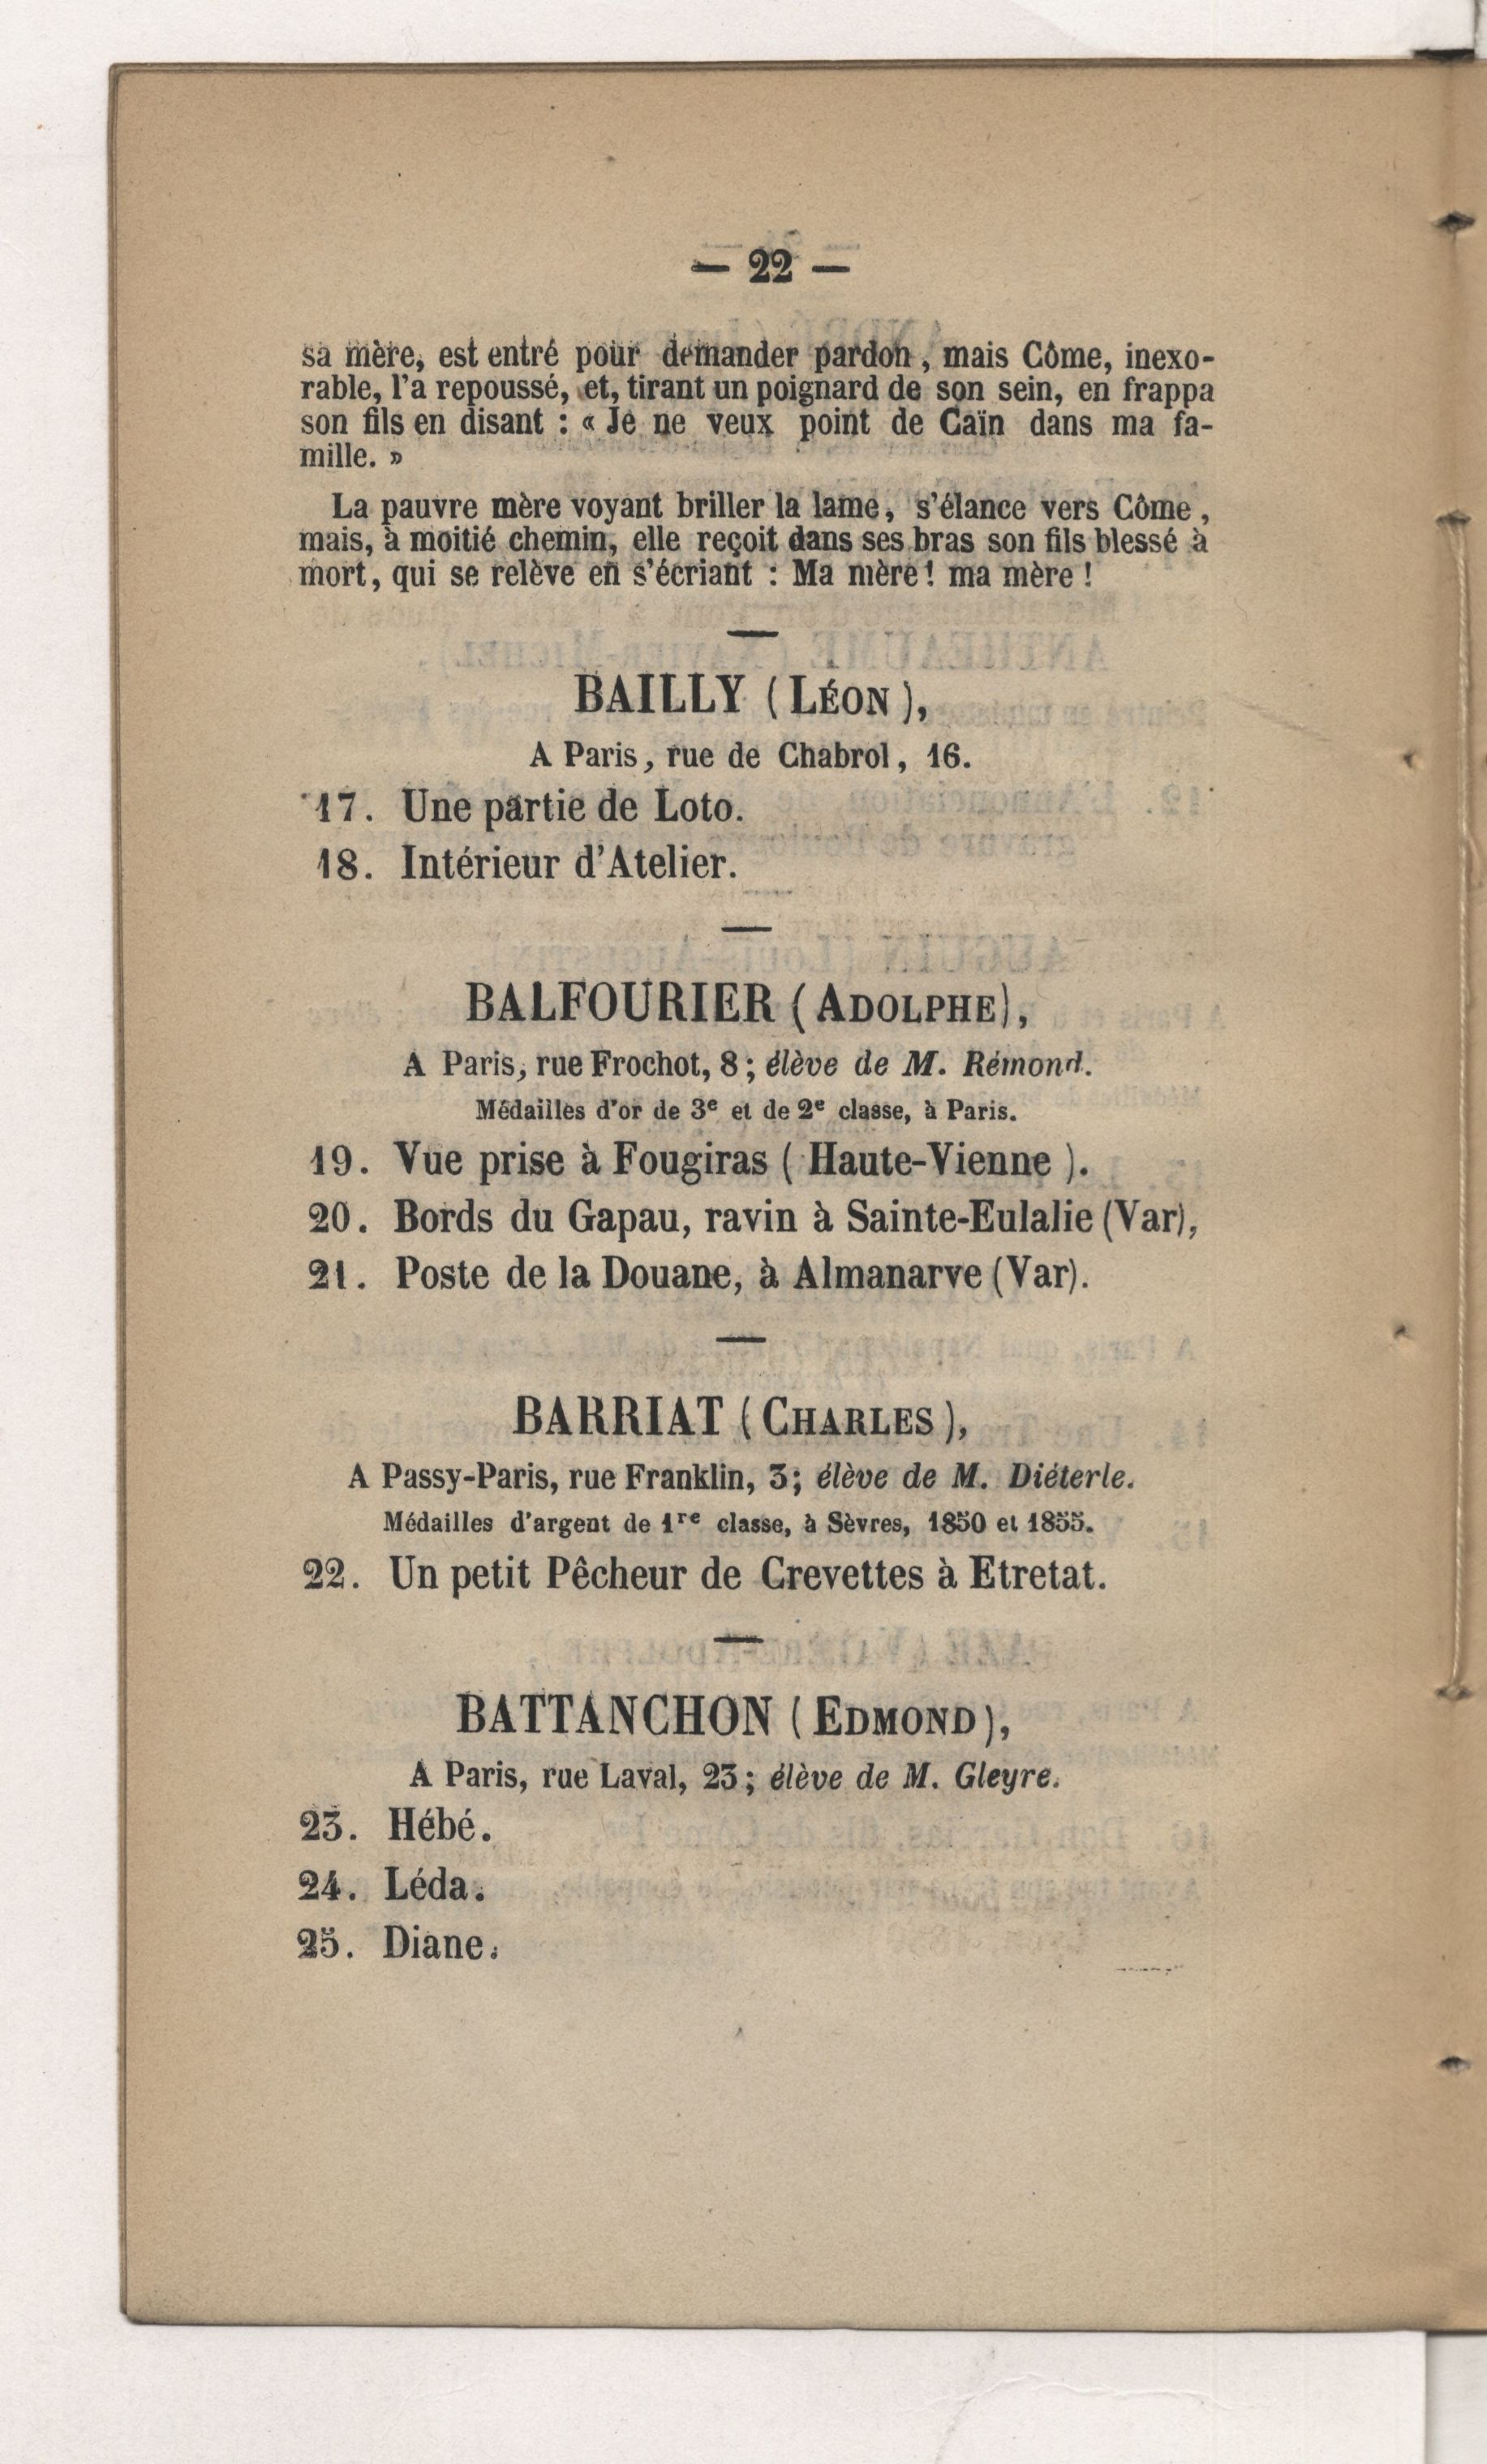 — 22 —
sa mère, est entré pour demander pardon, mais Côme, inexo-
rable, l'a repoussé, et, tirant un poignard de son sein, en frappa
son fils en disant : « Je ne veux point de Caïn dans ma fa-
mille. »
La pauvre mère voyant briller la lame, s'élance vers Côme,
mais, à moitié chemin, elle reçoit dans ses bras son fils blessé à
mort, qui se relève en s'écriant : Ma mère! ma mère!
BAILLY (LÉON),
A Paris, rue de Chabrol, 16.
17. Une partie de Loto.
18. Intérieur d'Atelier.
BALFOURIER (ADOLPHE),
A Paris, rue Frochot, 8; élève de M. Rémond.
Médailles d'or de 3e et de 2e classe, à Paris.
19. Vue prise à Fougiras (Haute-Vienne).
20. Bords du Gapau, ravin à Sainte-Eulalie (Var),
21. Poste de la Douane, à Almanarve (Var).
BARRIAT (CHARLES),
A Passy-Paris, rue Franklin, 3; élève de M. Diéterle.
Médailles d'argent de 1re classe, à Sèvres, 1850 et 1855.
22. Un petit Pêcheur de Crevettes à Etretat.
BATTANCHON (EDMOND),
A Paris, rue Laval, 23; élève de M. Gleyre.
23. Hébé.
24. Léda.
25. Diane.